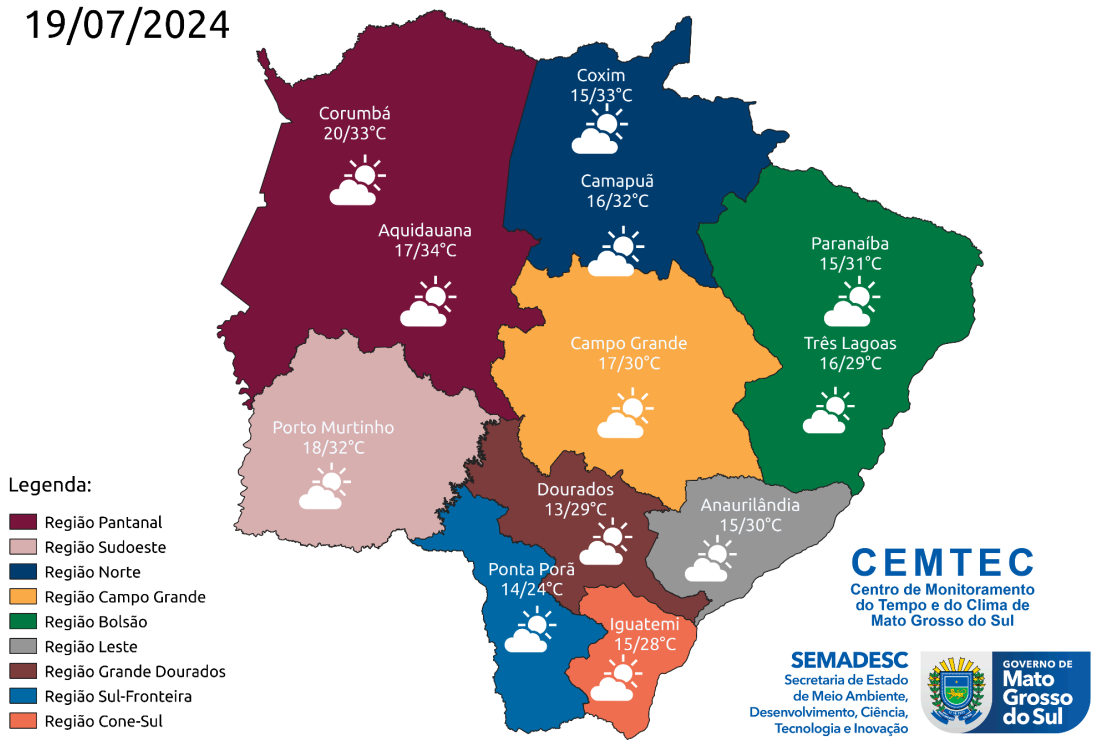 19/07/2024
Coxim
15/33°C
Corumbá
20/33°C
Camapuã
16/32°C
Aquidauana
17/34°C
Paranaíba
15/31°C
Campo Grande
17/30°C
Três Lagoas
16/29°C
Porto Murtinho
18/32°C
Dourados
13/29°C
Anaurilândia
15/30°C
Ponta Porã
14/24°C
Iguatemi
15/28°C
Legenda:
Região Pantanal
Região Sudoeste
Região Norte
Região Campo Grande
Região Bolsão
Região Leste
Região Grande Dourados
Região Sul-Fronteira
Região Cone-Sul
CEMTEC
Centro de Monitoramento
do Tempo e do Clima de
Mato Grosso do Sul
SEMADESC
Secretaria de Estado
de Meio Ambiente,
Desenvolvimento, Ciência,
Tecnologia e Inovação
GOVERNO DE
Mato
Grosso
do Sul